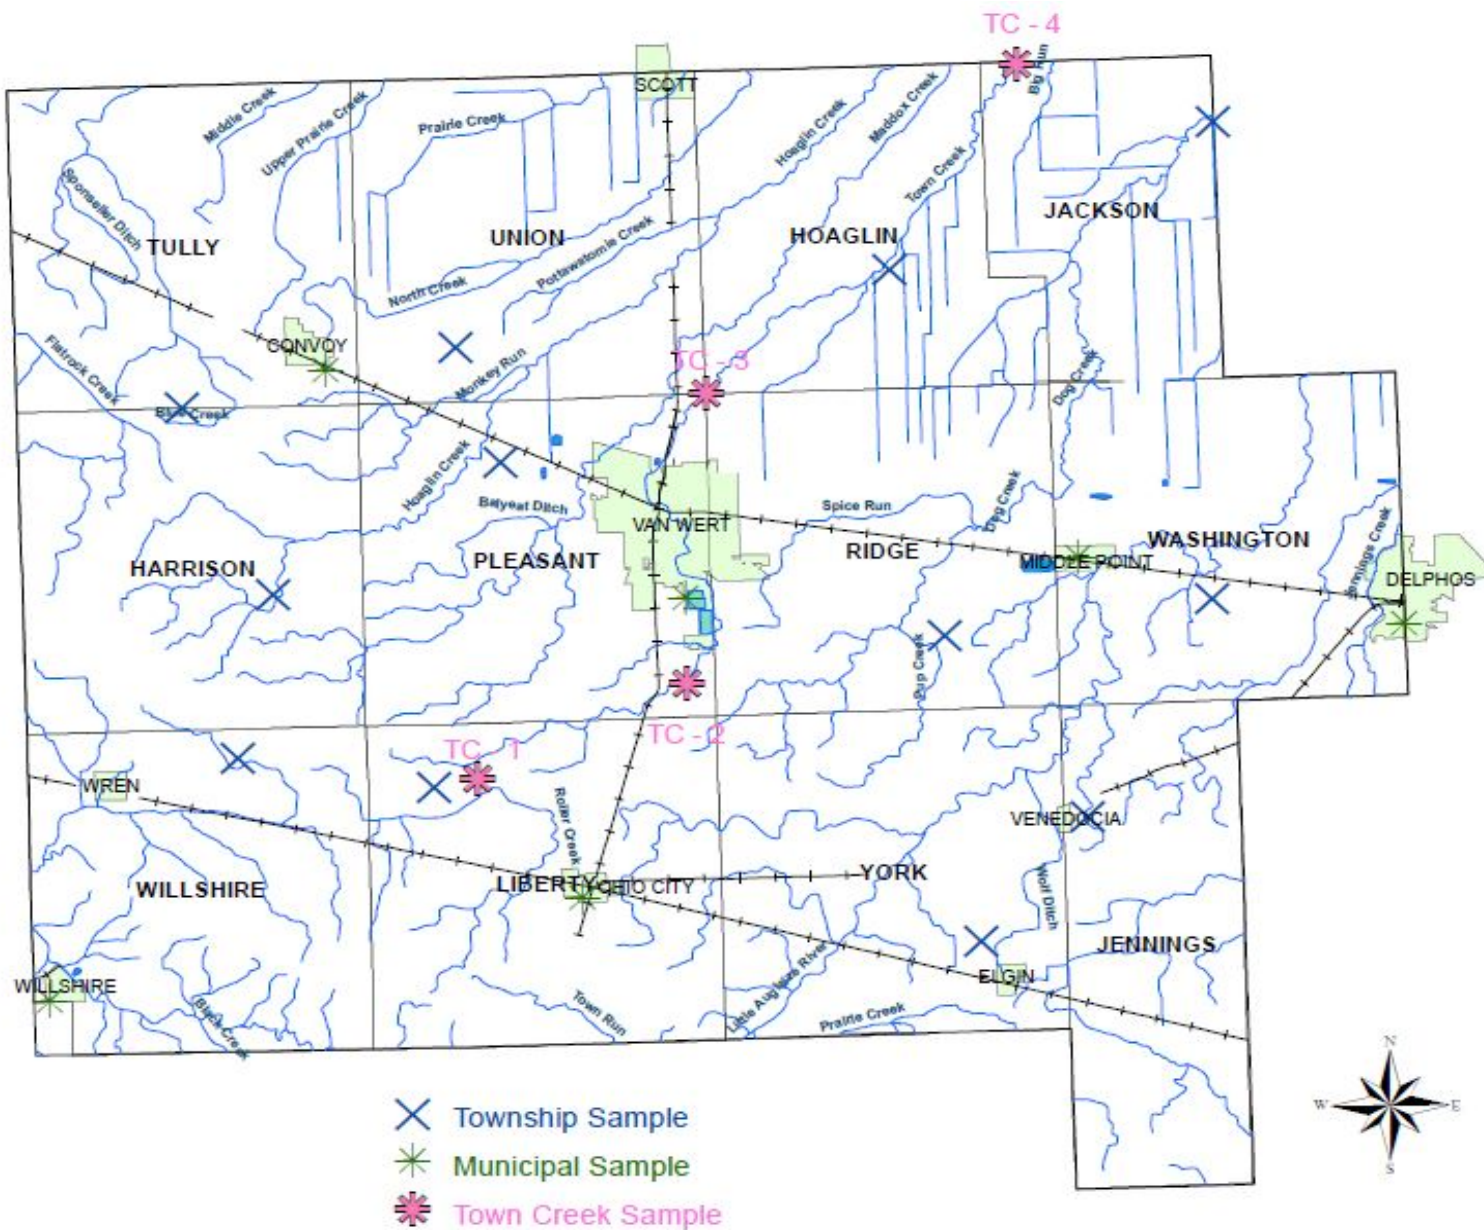 TC - 4
SCOTT
Big Run
Middle Creek
Upper Prairie Creek
Prairie Creek
Hoaglin Creek
Maddox Creek
Town Creek
Sponseller Ditch
TULLY
UNION
HOAGLIN
JACKSON
North Creek
Pottawatomie Creek
CONVOY
Flatrock Creek
Monkey Run
TC - 3
Dog Creek
Blue Creek
Hoaglin Creek
Balyeat Ditch
VAN WERT
Spice Run
Dog Creek
HARRISON
PLEASANT
RIDGE
MIDDLE POINT
WASHINGTON
Jennings Creek
DELPHOS
Pup Creek
TC - 1
TC - 2
WREN
Roller Creek
VENEDOCIA
WILLSHIRE
LIBERTY
OHIO CITY
YORK
Wolf Ditch
JENNINGS
WILLSHIRE
Black Creek
Town Run
Little Auglaize River
Prairie Creek
ELGIN
N
W
E
S
Township Sample
Municipal Sample
Town Creek Sample